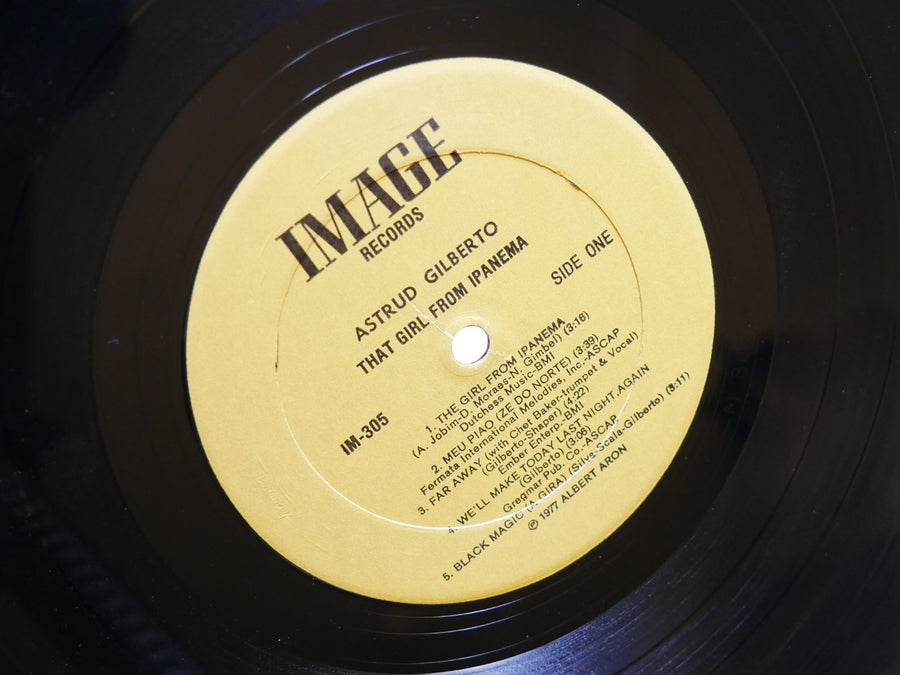 IMAGE
RECORDS
ASTRUD GILBERTO
THAT GIRL FROM IPANEMA
SIDE ONE
IM-305
1. THE GIRL FROM IPANEMA
(A. Jobim-D. Moraes-N. Gimbel) (3:16)
Dutchess Music-BMI
2. MEU PIAO (ZE DO NORTE) (3:39)
Fermata International Melodies, Inc.-ASCAP
3. FAR AWAY (with Chet Baker-trumpet & Vocal)
(Gilberto-Shaper) (4:22)
Ember Enterp.-BMI
4. WE'LL MAKE TODAY LAST NIGHT AGAIN
(Gilberto) (3:06)
Gregmar Pub. Co.-ASCAP
5. BLACK MAGIC (A GIRA) (Silva-Scala-Gilberto) (3:11)
℗ 1977 ALBERT ARON